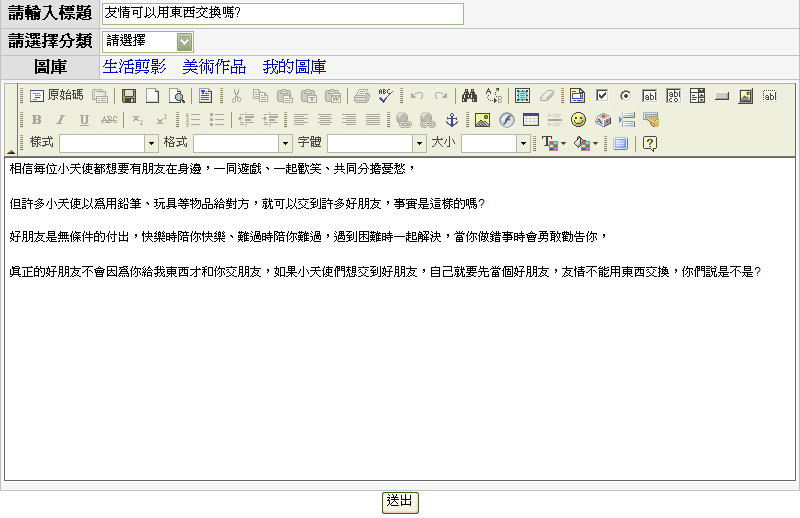 請輸入標題 友情可以用東西交換嗎?
請選擇分類 請選擇
圖庫 生活剪影 美術作品 我的圖庫
原始碼
樣式 格式 字體 大小
相信每位小天使都想要有朋友在身邊，一同遊戲、一起歡笑、共同分擔憂愁，
但許多小天使以為用鉛筆、玩具等物品給對方，就可以交到許多好朋友，事實是這樣的嗎?
好朋友是無條件的付出，快樂時陪你快樂、難過時陪你難過，遇到困難時一起解決，當你做錯事時會勇敢勸告你，
真正的好朋友不會因為你給我東西才和你交朋友，如果小天使們想交到好朋友，自己就要先當個好朋友，友情不能用東西交換，你們說是不是?
送出